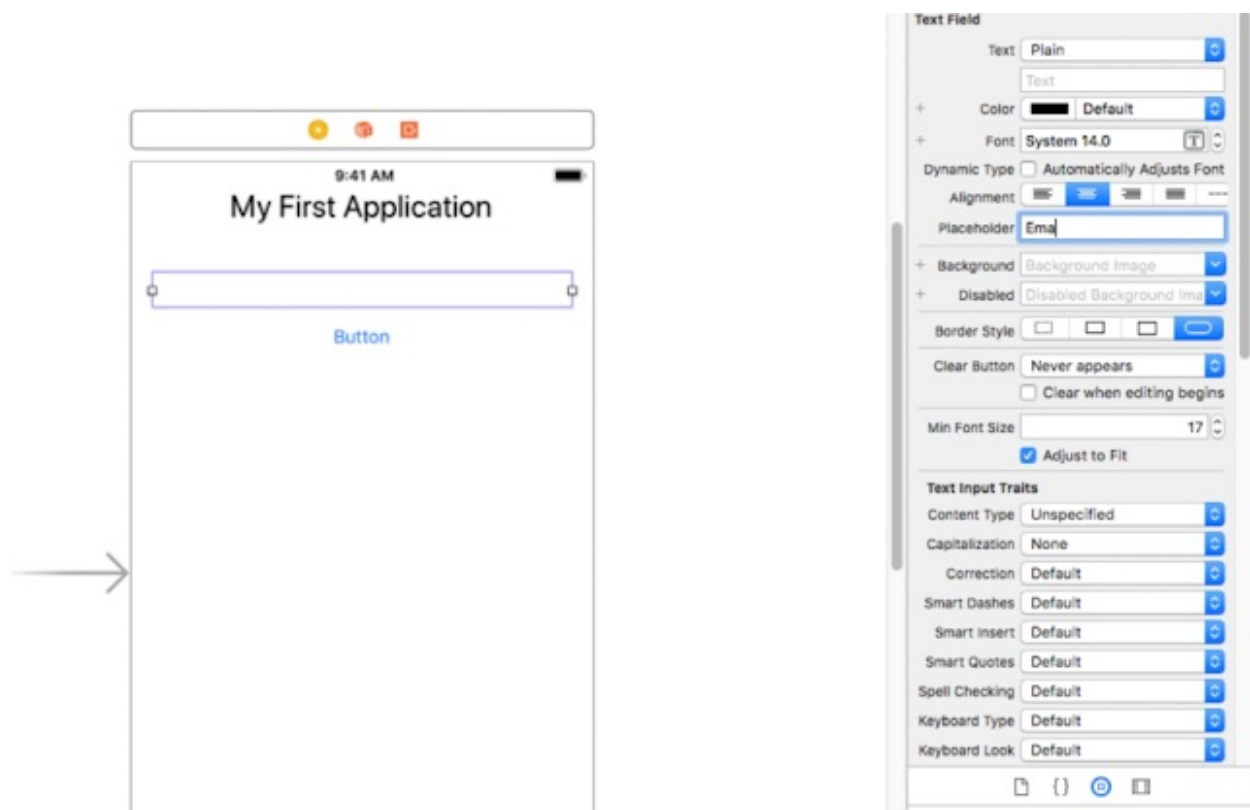 9:41 AM
My First Application
Button
Text Field
Text Plain
Text
+ Color Default
+ Font System 14.0 T
Dynamic Type Automatically Adjusts Font
Alignment
Placeholder Ema
+ Background Background Image
+ Disabled Disabled Background Ima
Border Style
Clear Button Never appears
Clear when editing begins
Min Font Size 17
Adjust to Fit
Text Input Traits
Content Type Unspecified
Capitalization None
Correction Default
Smart Dashes Default
Smart Insert Default
Smart Quotes Default
Spell Checking Default
Keyboard Type Default
Keyboard Look Default
{}